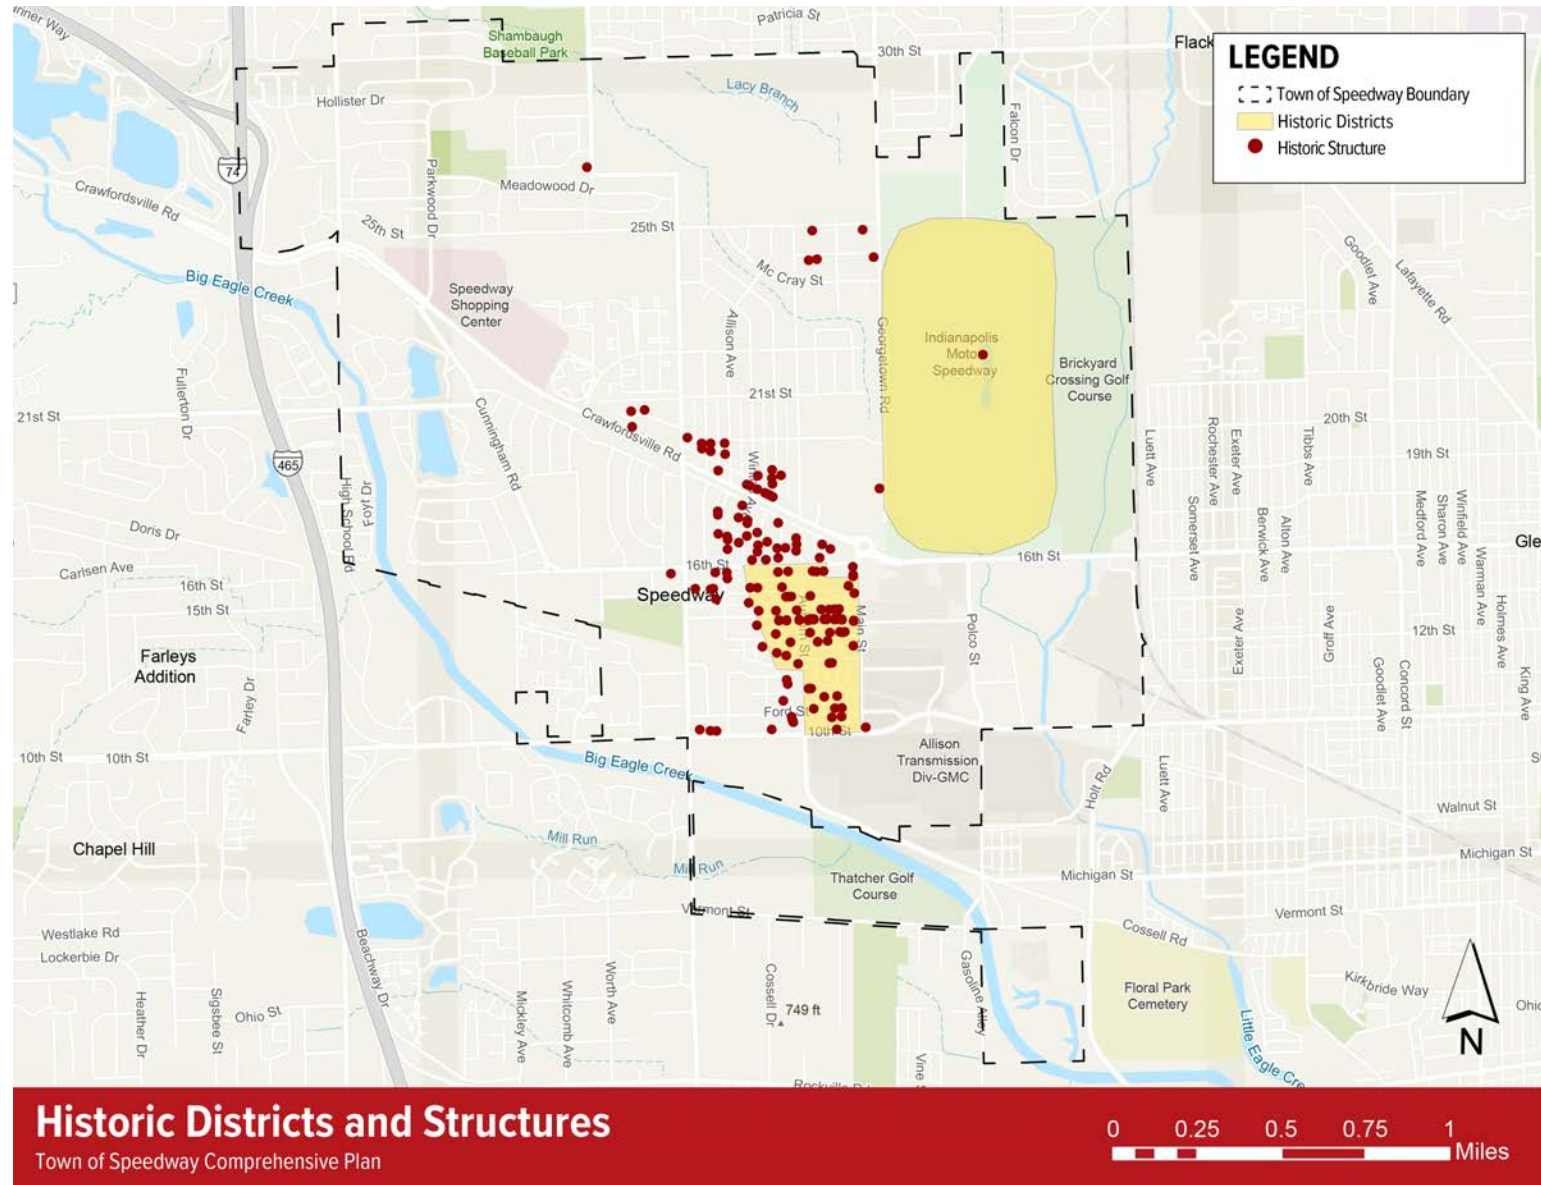 Patricia St
Shambaugh
Baseball Park
30th St
Flack
LEGEND
Town of Speedway Boundary
Historic Districts
Historic Structure
Lacy Branch
Hollister Dr
Falcon Dr
74
Parkwood Dr
Meadowood Dr
Crawfordsville Rd
25th St
25th St
Goodlet Ave
Lafayette Rd
Mc Cray St
Big Eagle Creek
Speedway
Shopping
Center
Allison Ave
Georgetown Rd
Indianapolis
Motor
Speedway
Brickyard
Crossing Golf
Course
Fullerton Dr
21st St
21st St
Cunningham Rd
Crawfordsville Rd
20th St
Luett Ave
Rochester Ave
Exeter Ave
Tibbs Ave
19th St
465
High School Rd
Foyt Dr
Somerset Ave
Berwick Ave
Alton Ave
Medford Ave
Sharon Ave
Winfield Ave
Warman Ave
Doris Dr
Gle
Carlsen Ave
16th St
16th St
16th St
15th St
Speedway
Main St
Polco St
Exeter Ave
Groff Ave
12th St
Holmes Ave
Farleys
Addition
Farley Dr
Goodlet Ave
Concord St
King Ave
Ford St
10th St
10th St
10th St
Big Eagle Creek
Allison
Transmission
Div-GMC
Holt Rd
Luett Ave
Walnut St
Chapel Hill
Mill Run
Mill Run
Michigan St
Michigan St
Thatcher Golf
Course
Vermont St
Vermont St
Westlake Rd
Lockerbie Dr
Beachway Dr
Cossell Rd
Heather Dr
Sigsbee St
Ohio St
Mickley Ave
Whitcomb Ave
Worth Ave
Cossell Dr
749 ft
Gasoline Alley
Floral Park
Cemetery
Kirkbride Way
Ohio
Little Eagle Cre
Vine S
N
Historic Districts and Structures
Town of Speedway Comprehensive Plan
0 0.25 0.5 0.75 1
Miles